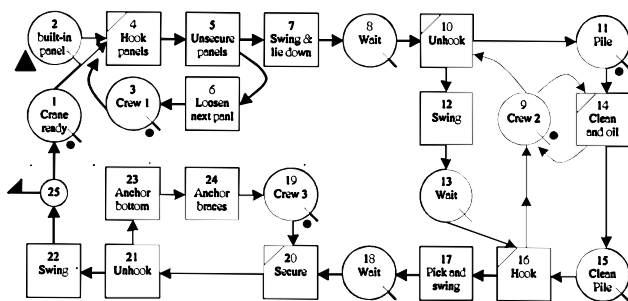 2
built-in
panel
4
Hook
panels
5
Unsecure
panels
7
Swing &
lie down
8
Wait
10
Unhook
11
Pile
3
Crew 1
6
Loosen
next panl
1
Crane
ready
12
Swing
9
Crew 2
14
Clean
and oil
25
23
Anchor
bottom
24
Anchor
braces
19
Crew 3
13
Wait
22
Swing
21
Unhook
20
Secure
18
Wait
17
Pick and
swing
16
Hook
15
Clean
Pile